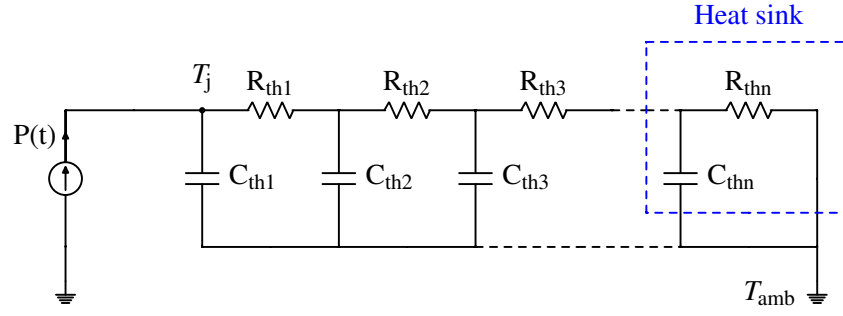 Heat sink
T_j
R_th1
R_th2
R_th3
R_thn
P(t)
C_th1
C_th2
C_th3
C_thn
T_amb